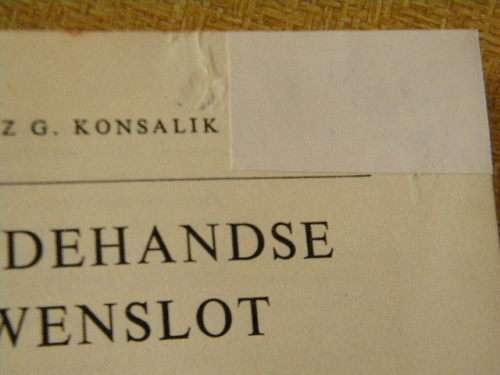 Z G. KONSALIK
DEHANDSE
WENSLOT